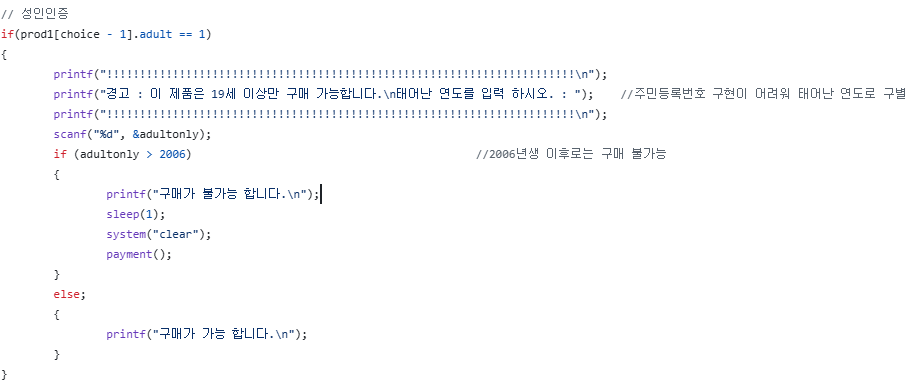 // 성인인증
if(prod1[choice - 1].adult == 1)
{
printf("!!!!!!!!!!!!!!!!!!!!!!!!!!!!!!!!!!!!!!!!!!!!!!!!!!!!!!!!!!!!!!!!!!!!!!!\n");
printf("경고 : 이 제품은 19세 이상만 구매 가능합니다.\n태어난 연도를 입력 하시오. : "); //주민등록번호 구현이 어려워 태어난 연도로 구별
printf("!!!!!!!!!!!!!!!!!!!!!!!!!!!!!!!!!!!!!!!!!!!!!!!!!!!!!!!!!!!!!!!!!!!!!!!\n");
scanf("%d", &adultonly);
if (adultonly > 2006) //2006년생 이후로는 구매 불가능
{
printf("구매가 불가능 합니다.\n");
sleep(1);
system("clear");
payment();
}
else;
{
printf("구매가 가능 합니다.\n");
}
}